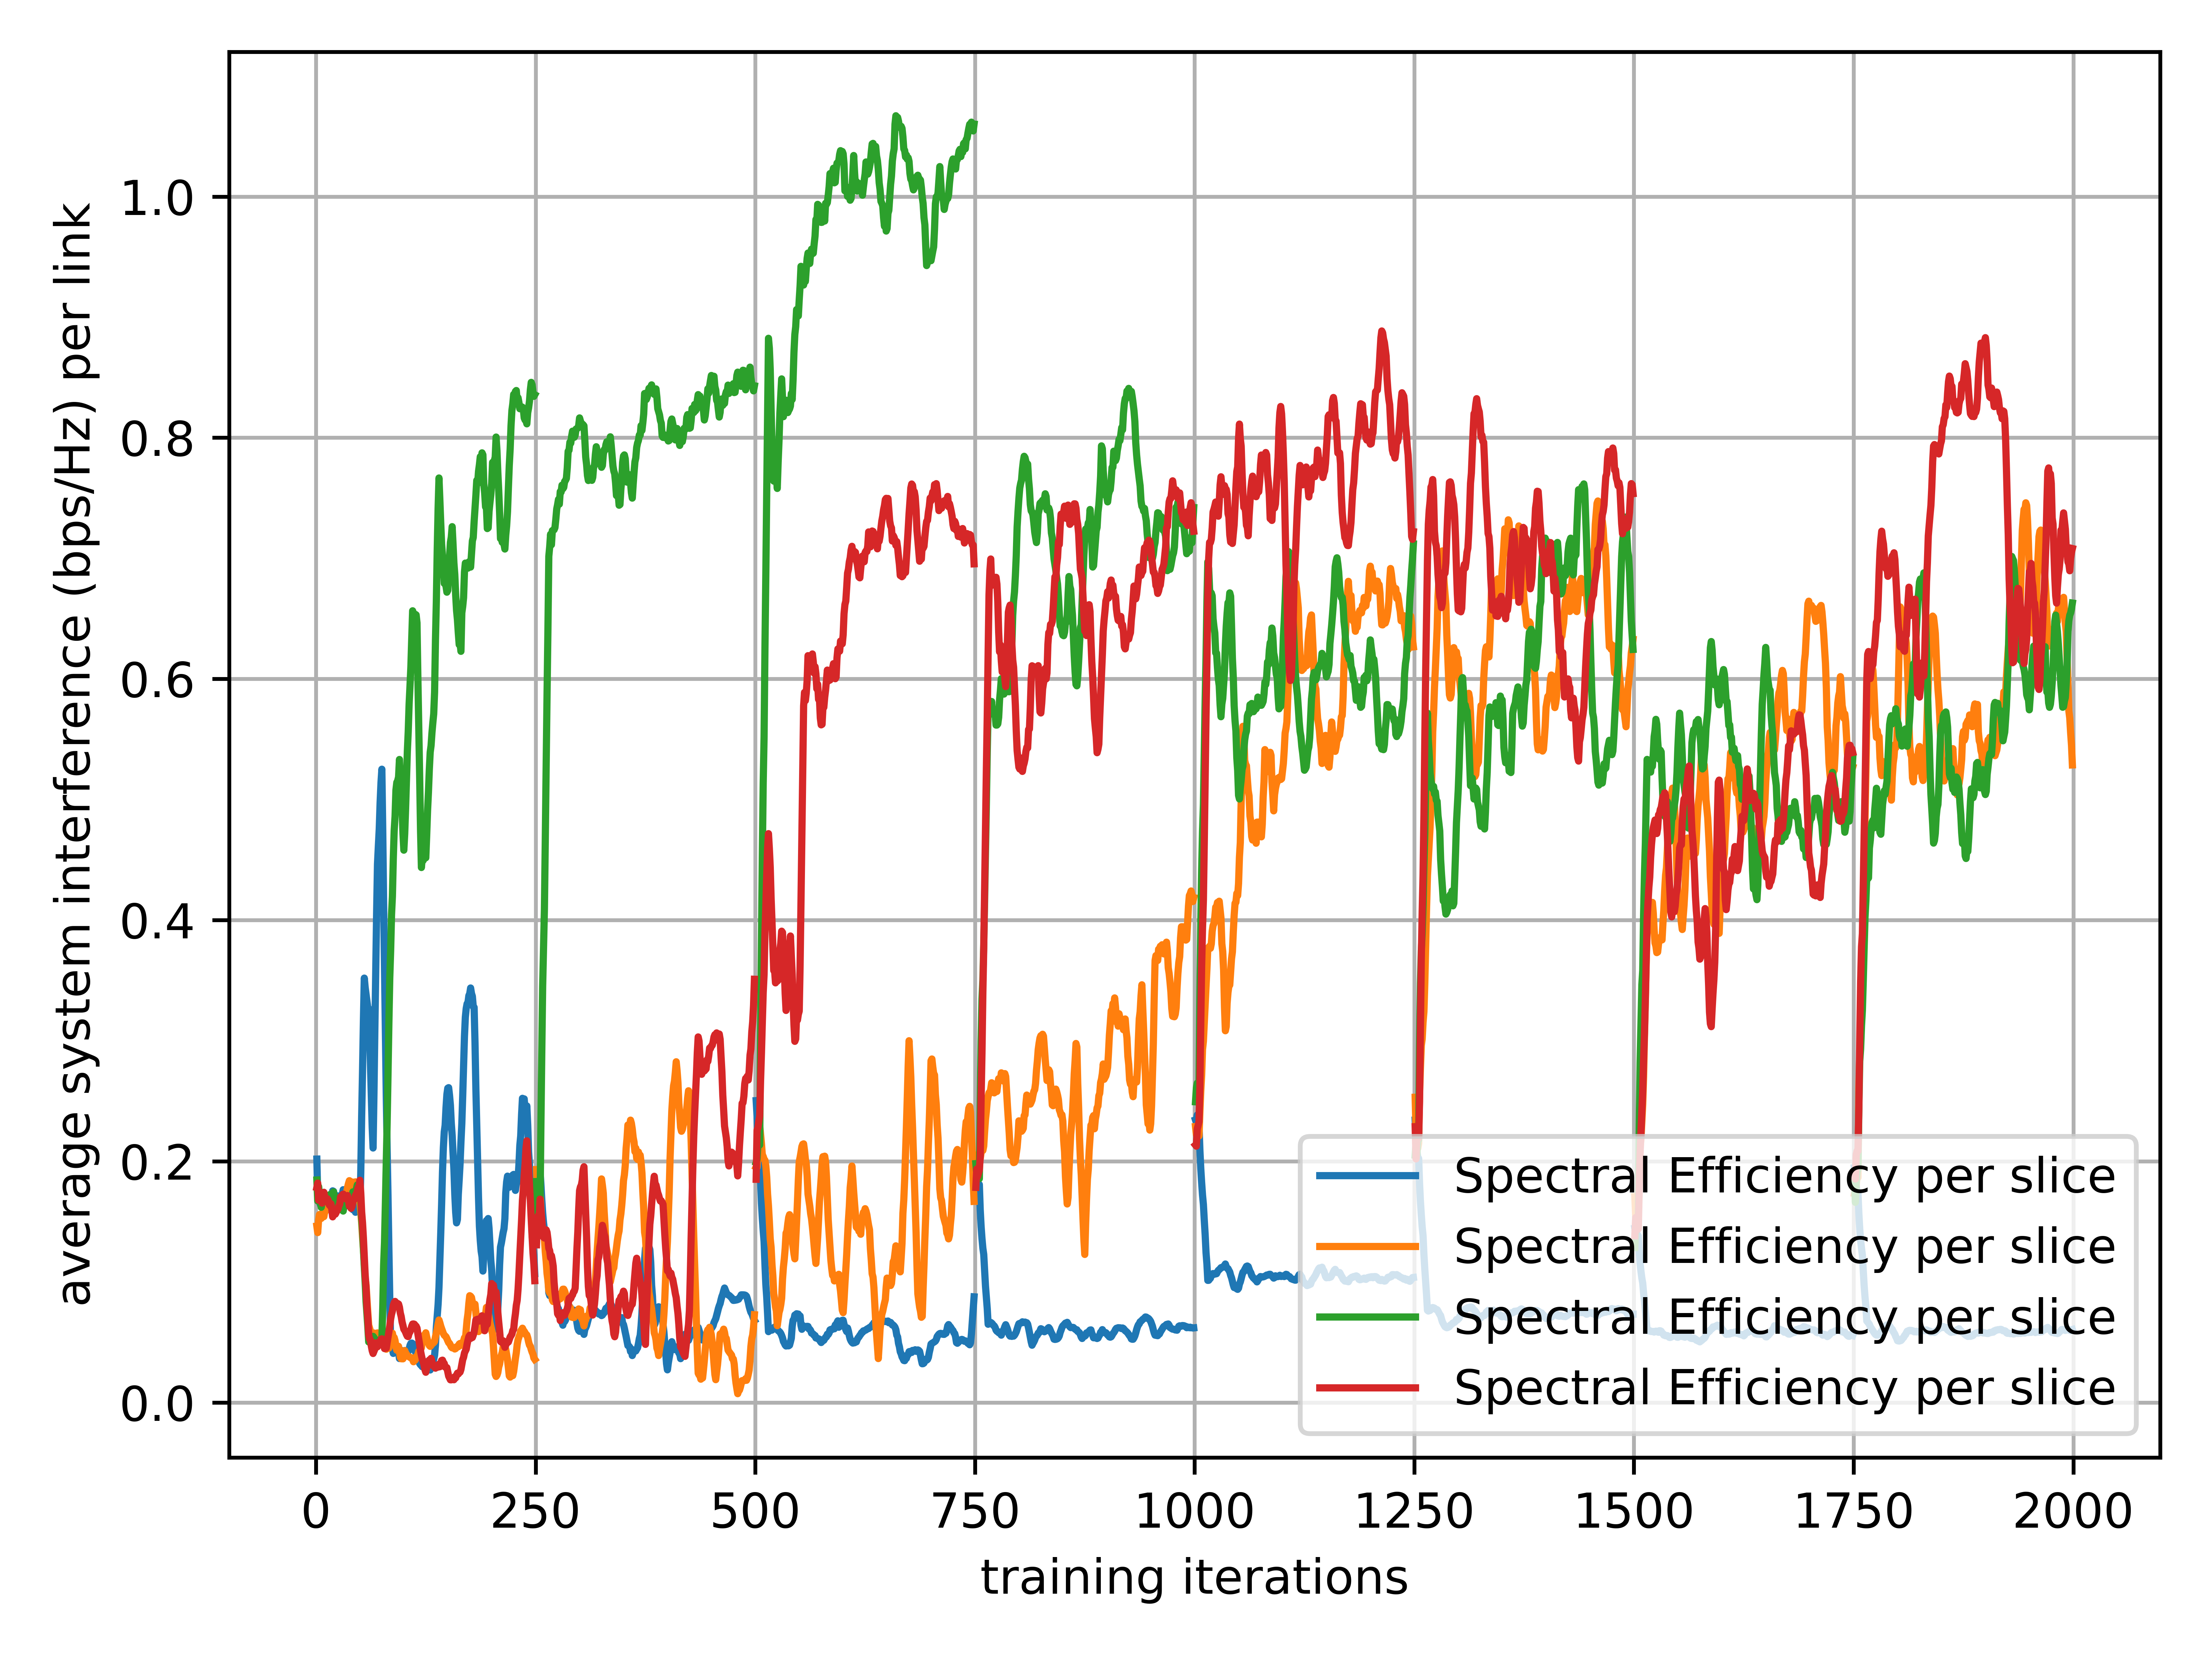 average system interference (bps/Hz) per link
1.0
0.8
0.6
0.4
0.2
0.0
Spectral Efficiency per slice
Spectral Efficiency per slice
Spectral Efficiency per slice
Spectral Efficiency per slice
0 250 500 750 1000 1250 1500 1750 2000
training iterations